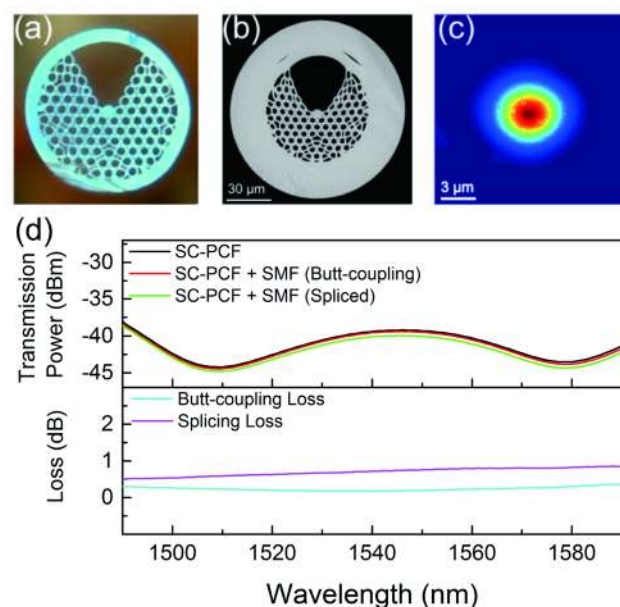 (a)
(b)
(c)
30 μm
3 μm
(d)
SC-PCF
SC-PCF + SMF (Butt-coupling)
SC-PCF + SMF (Spliced)
Transmission
Power (dBm)
-30
-35
-40
-45
Butt-coupling Loss
Splicing Loss
Loss (dB)
2
1
0
1500
1520
1540
1560
1580
Wavelength (nm)